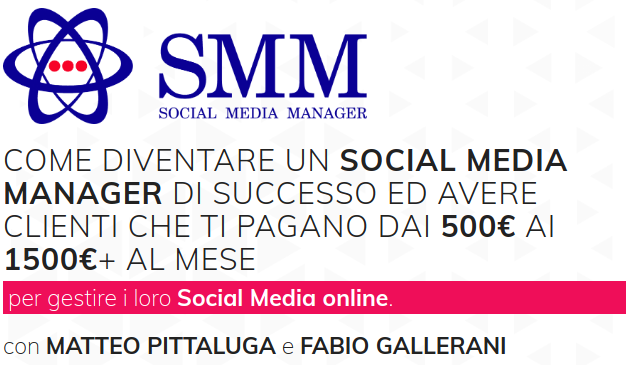 SMM
SOCIAL MEDIA MANAGER
COME DIVENTARE UN SOCIAL MEDIA
MANAGER DI SUCCESSO ED AVERE
CLIENTI CHE TI PAGANO DAI 500€ AI
1500€+ AL MESE
per gestire i loro Social Media online.
con MATTEO PITTALUGA e FABIO GALLERANI